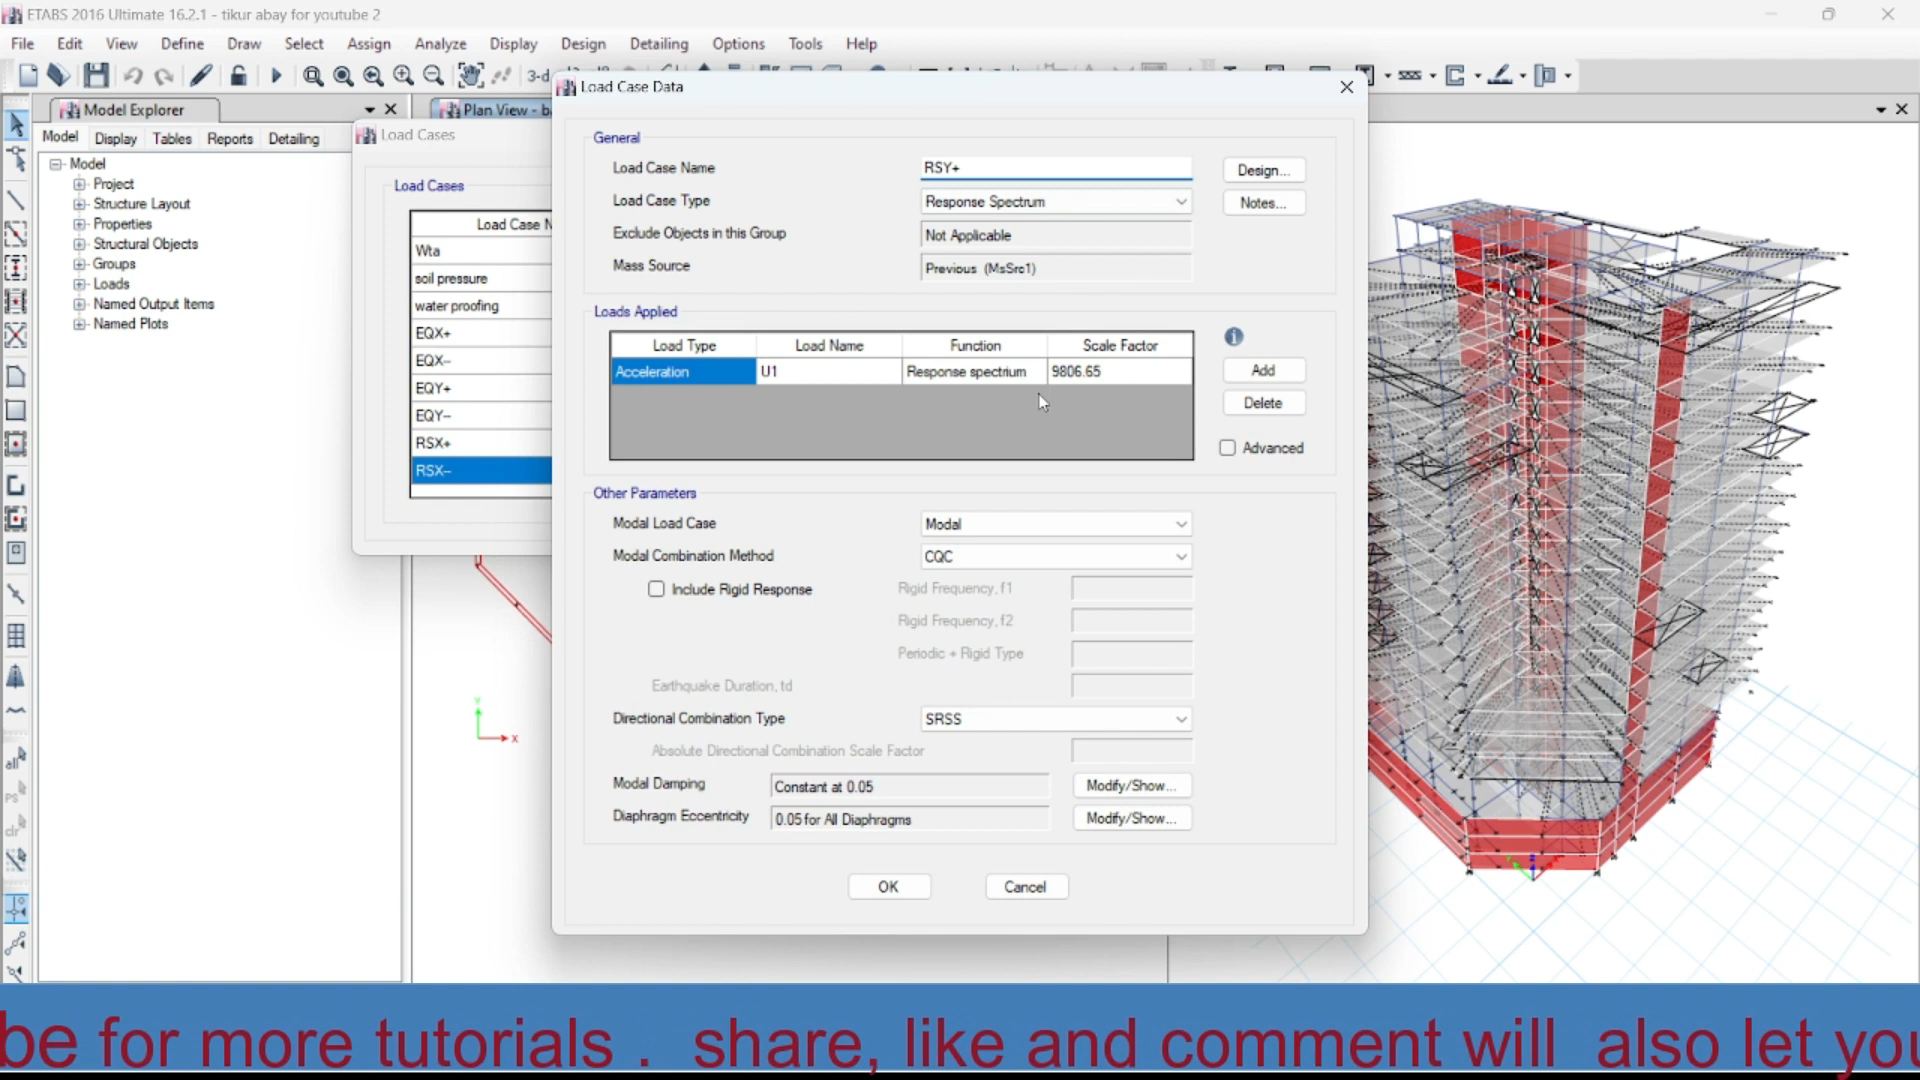 ETABS 2016 Ultimate 16.2.1 - tikur abay for youtube 2
File Edit View Define Draw Select Assign Analyze Display Design Detailing Options Tools Help
3-d
Model Explorer
Plan View - ba
Model Display Tables Reports Detailing
Model
Project
Structure Layout
Properties
Structural Objects
Groups
Loads
Named Output Items
Named Plots
Load Cases
Load Cases
Load Case N
Wta
soil pressure
water proofing
EQX+
EQX--
EQY+
EQY--
RSX+
RSX--
Load Case Data
General
Load Case Name RSY+ Design...
Load Case Type Response Spectrum Notes...
Exclude Objects in this Group Not Applicable
Mass Source Previous (MsSrc1)
Loads Applied
Load Type Load Name Function Scale Factor
Acceleration U1 Response spectrium 9806.65
Add
Delete
Advanced
Other Parameters
Modal Load Case Modal
Modal Combination Method CQC
Include Rigid Response Rigid Frequency, f1
Rigid Frequency, f2
Periodic + Rigid Type
Earthquake Duration, td
Directional Combination Type SRSS
Absolute Directional Combination Scale Factor
Modal Damping Constant at 0.05 Modify/Show...
Diaphragm Eccentricity 0.05 for All Diaphragms Modify/Show...
OK Cancel
Y
X
all
PS
clr
be for more tutorials . share, like and comment will also let you